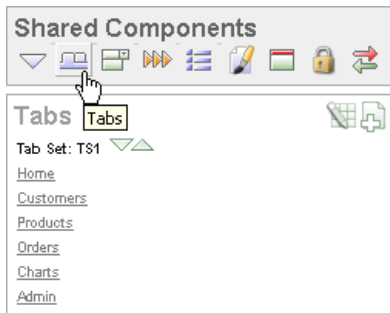 Shared Components
Tabs
Tabs
Tab Set: TS1
Home
Customers
Products
Orders
Charts
Admin